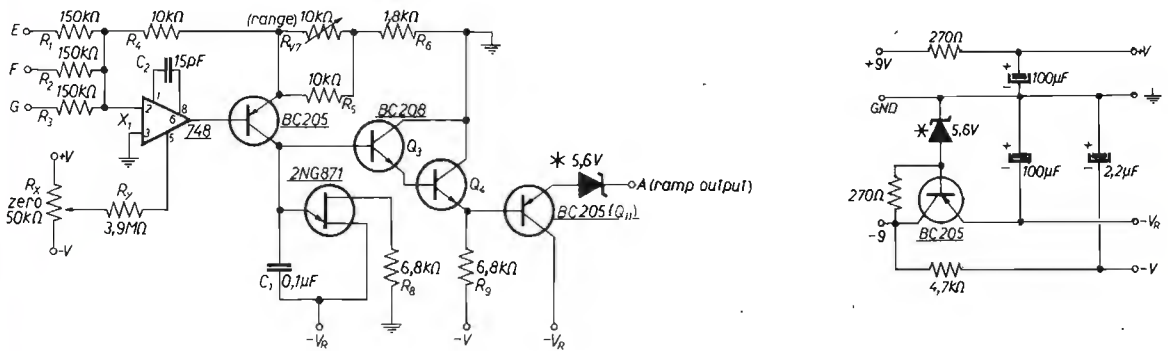 E
150kΩ
R1
F
150kΩ
R2
G
150kΩ
R3
10kΩ
R4
C2
15pF
1
8
2
6
3
5
X1
748
+V
RX
zero
50kΩ
-V
Ry
3,9MΩ
BC205
(range)
10kΩ
RV7
10kΩ
R5
1,8kΩ
R6
BC208
Q3
Q4
2NG871
C1
0,1µF
-VR
6,8kΩ
R8
6,8kΩ
R9
-V
* 5,6V
A (ramp output)
BC205(Q11)
-VR
270Ω
+9V
+V
+
-
100µF
GND
* 5,6V
270Ω
-9
BC205
+
-
100µF
+
-
2,2µF
-VR
4,7kΩ
-V